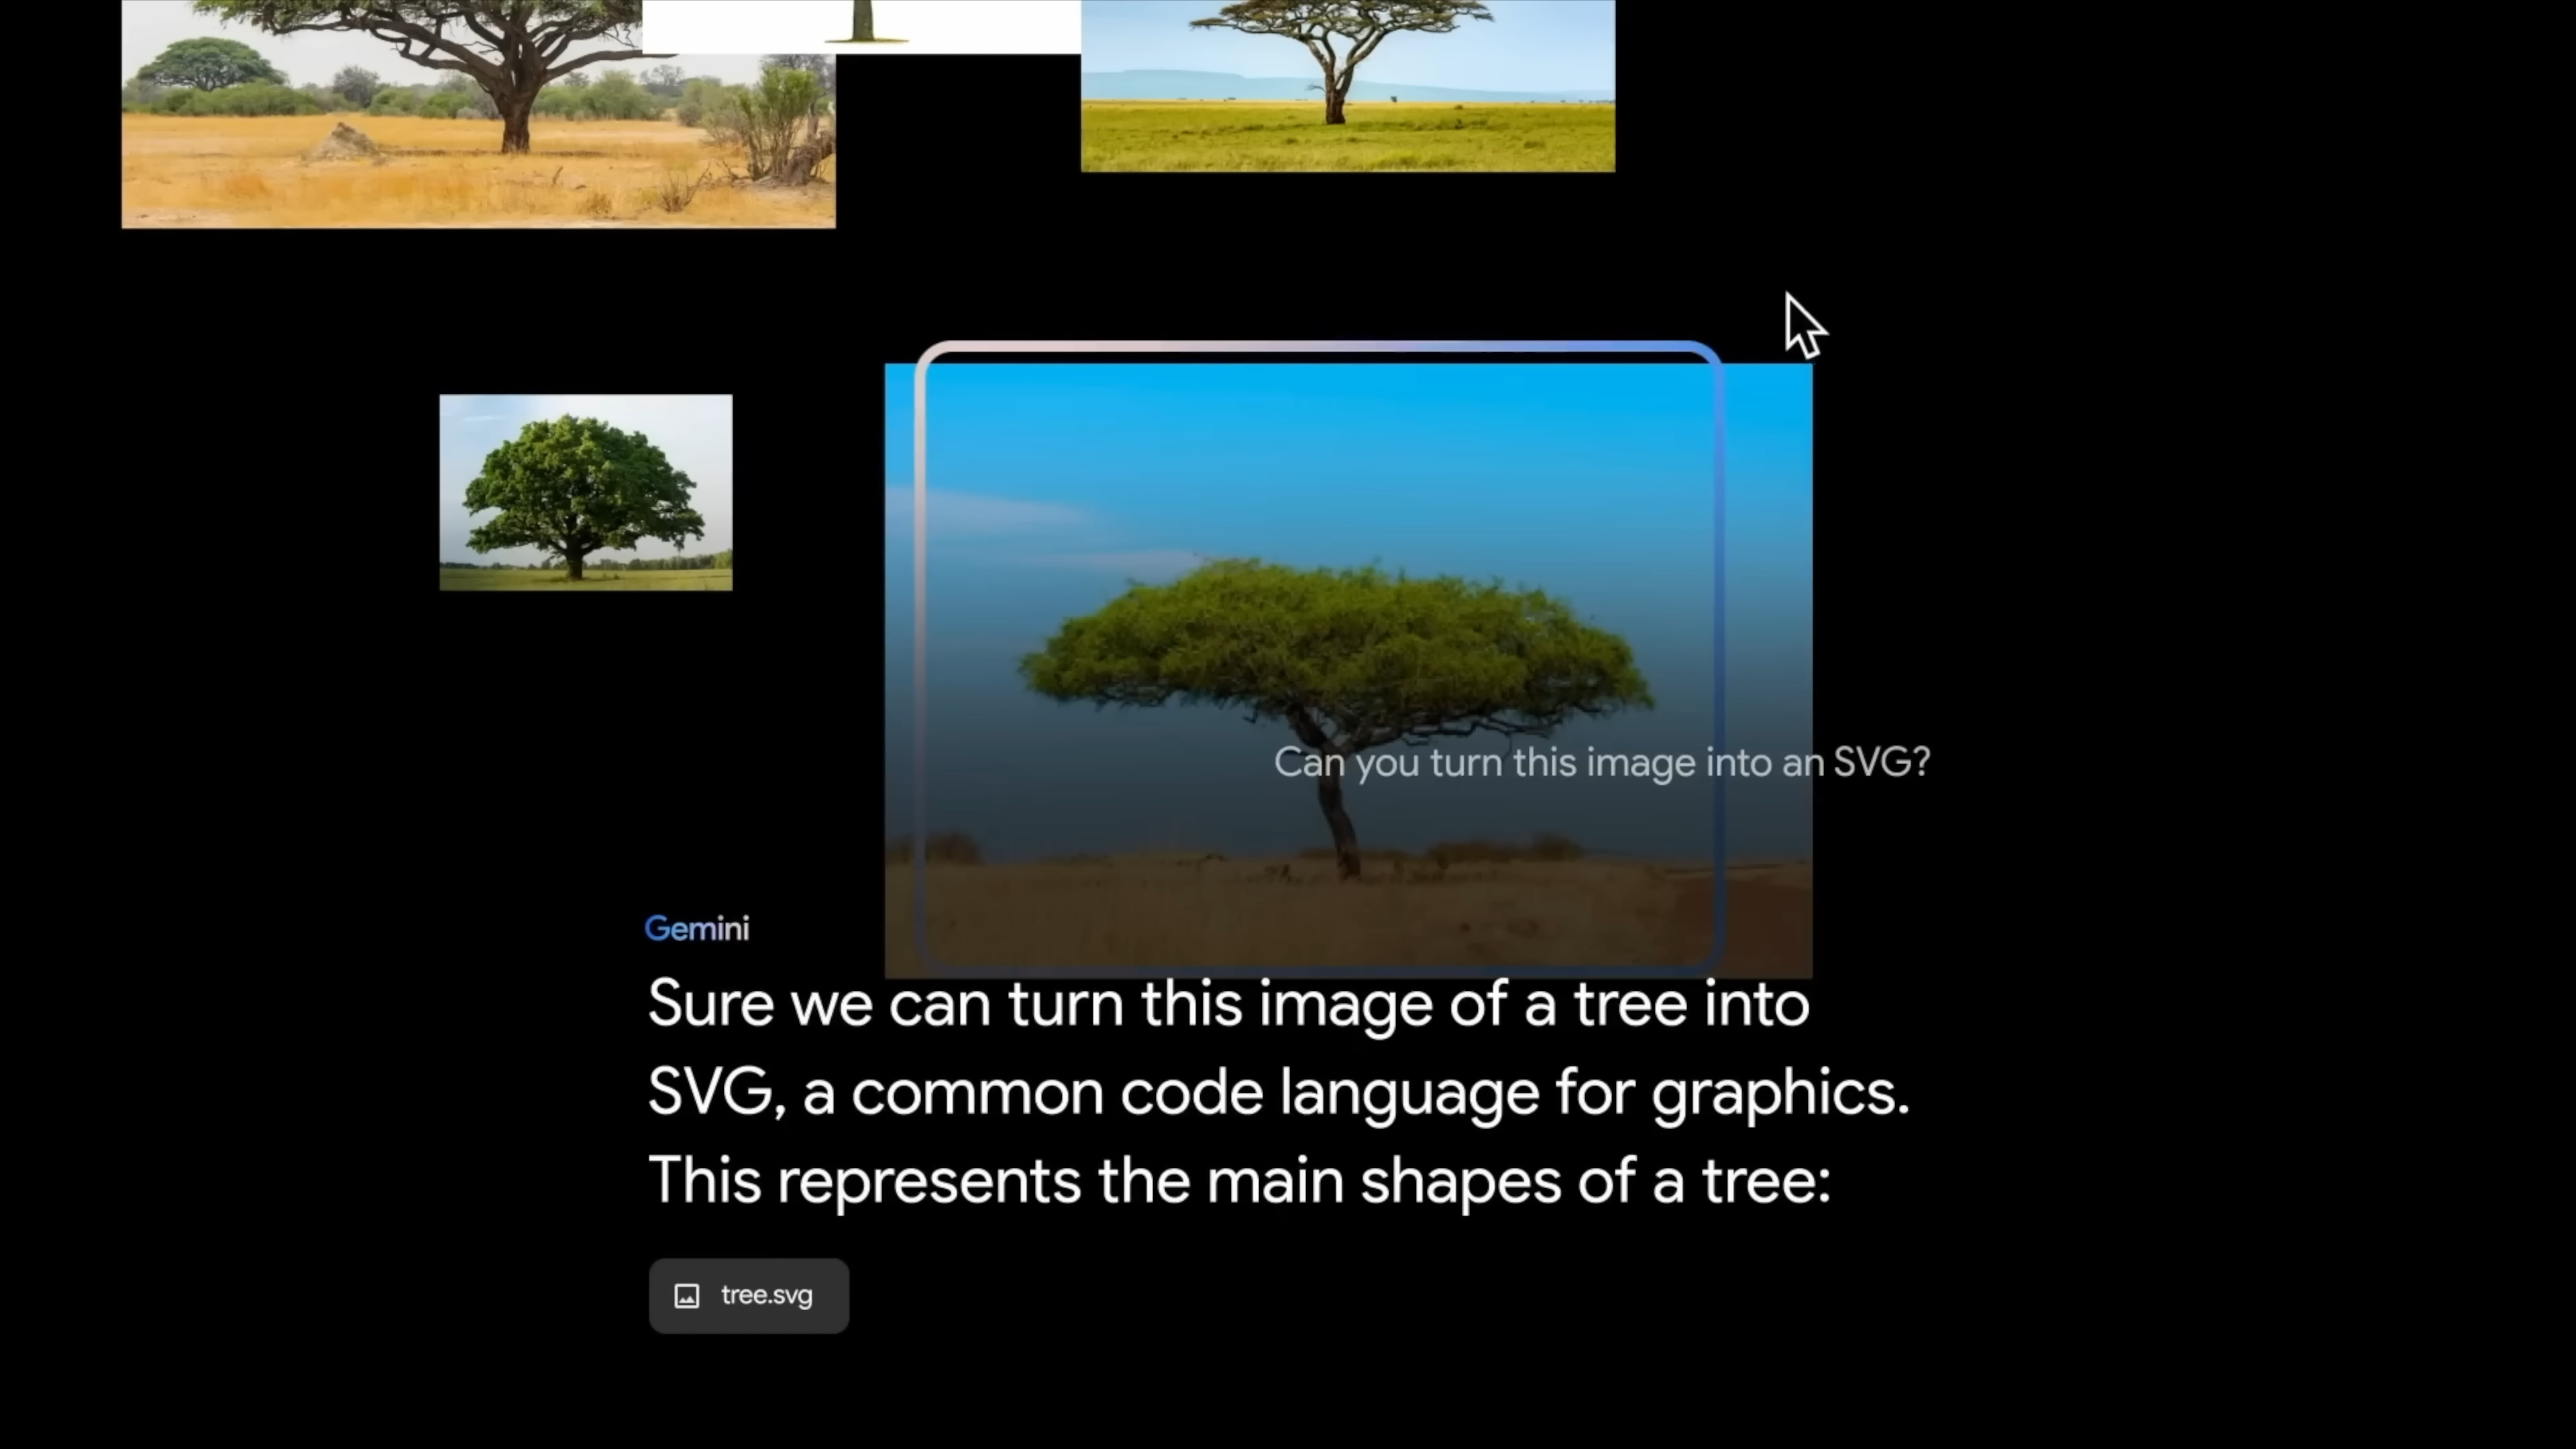 Can you turn this image into an SVG?
Gemini
Sure we can turn this image of a tree into
SVG, a common code language for graphics.
This represents the main shapes of a tree:
tree.svg